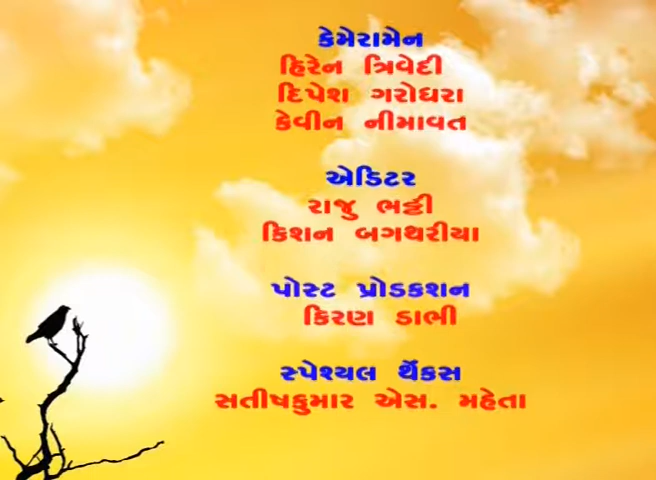 કેમેરામેન
હિરેન ત્રિવેદી
દિપેશ ગરોધરા
કેવીન નીમાવત
એડિટર
રાજુ ભટ્ટી
કિશન બગથરીયા
પોસ્ટ પ્રોડકશન
કિરણ ડાભી
સ્પેશ્યલ થૅંકસ
સતીષકુમાર એસ. મહેતા